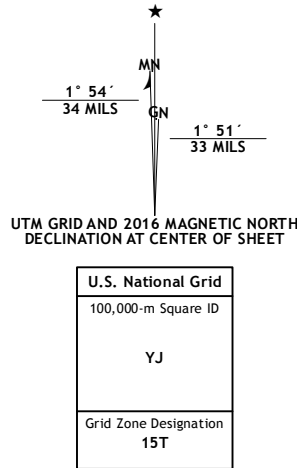 MN
1° 54´
34 MILS
GN
1° 51´
33 MILS
UTM GRID AND 2016 MAGNETIC NORTH
DECLINATION AT CENTER OF SHEET
U.S. National Grid
100,000-m Square ID
YJ
Grid Zone Designation
15T